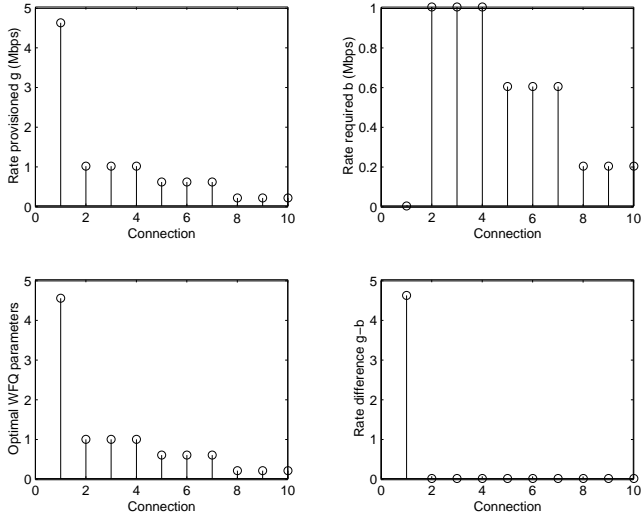 5
4
3
2
1
0
0 2 4 6 8 10
Connection
Rate provisioned g (Mbps)
1
0.8
0.6
0.4
0.2
0
0 2 4 6 8 10
Connection
Rate required b (Mbps)
5
4
3
2
1
0
0 2 4 6 8 10
Connection
Optimal WFQ parameters
5
4
3
2
1
0
0 2 4 6 8 10
Connection
Rate difference g−b